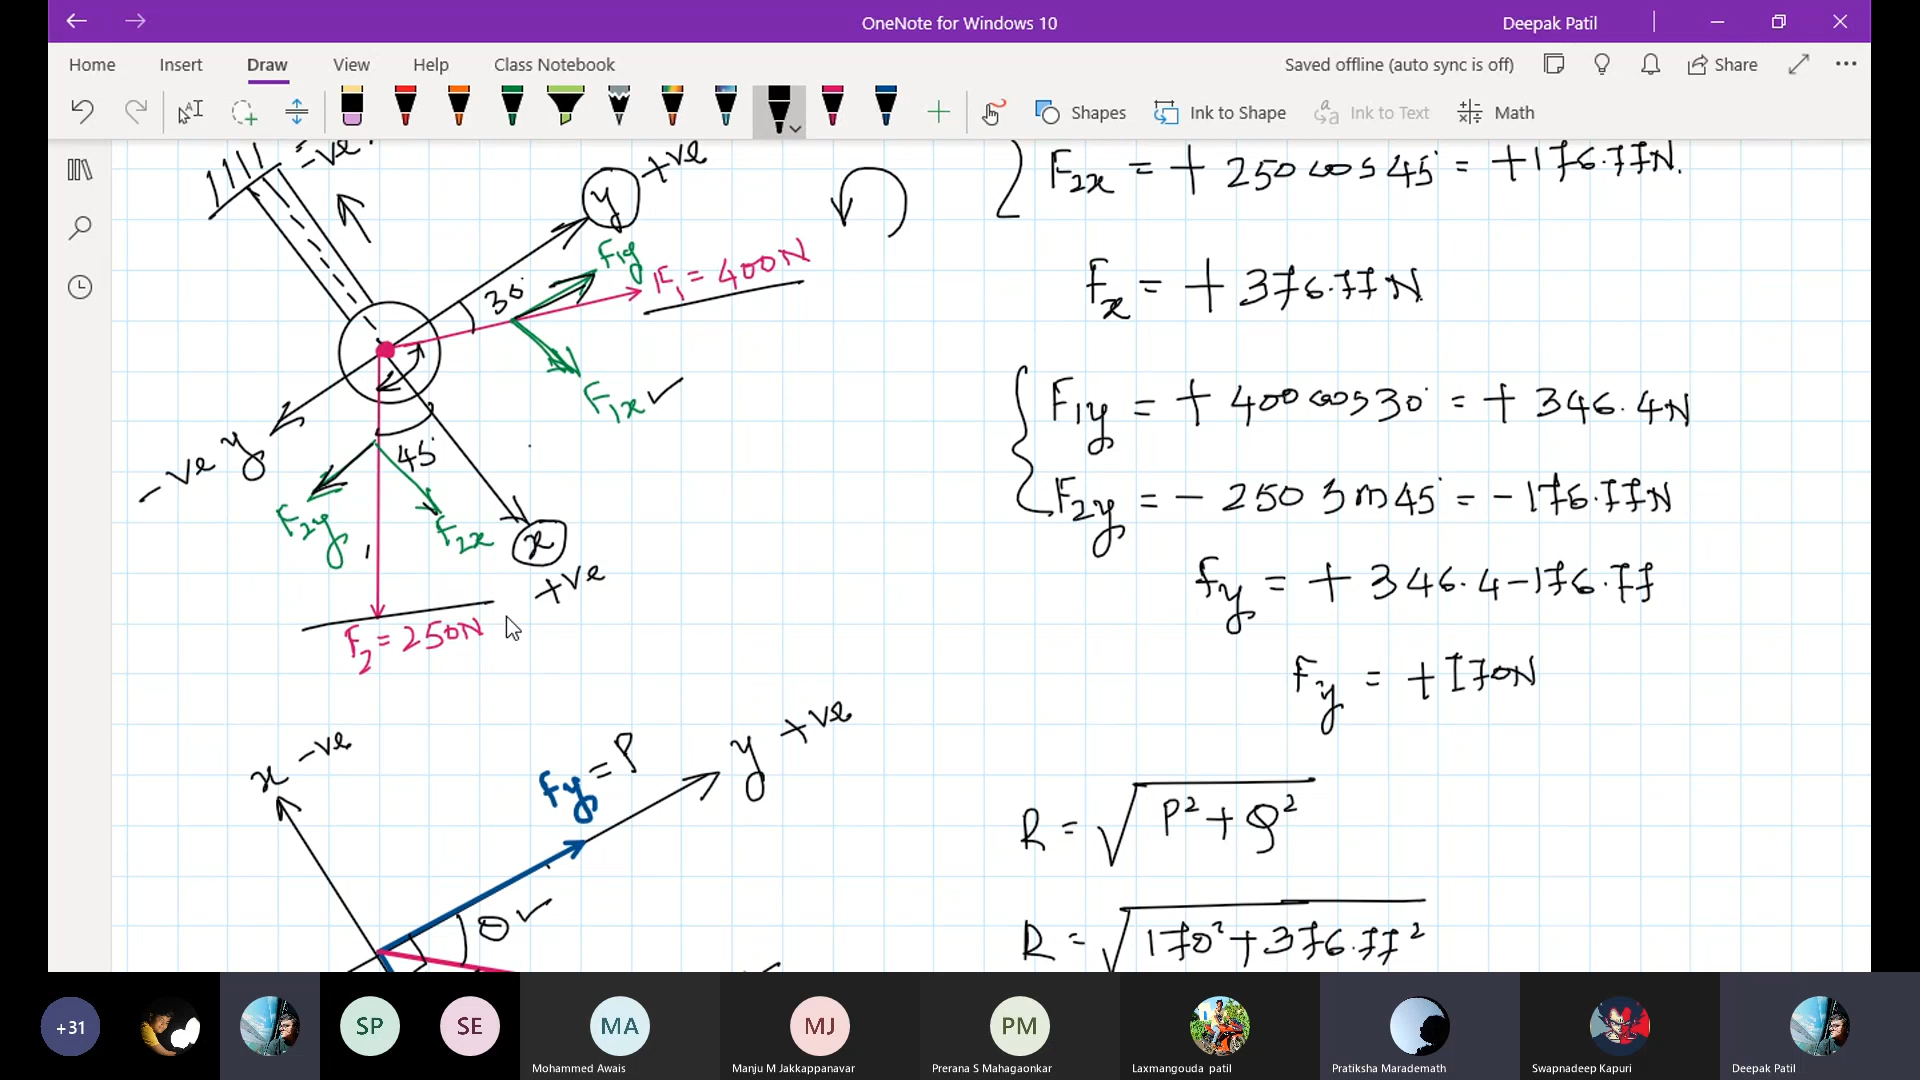 OneNote for Windows 10
Deepak Patil
Home Insert Draw View Help Class Notebook
Saved offline (auto sync is off)
Share
Shapes Ink to Shape Ink to Text Math
-ve.
y +ve
30°
F1y
F1 = 400N
F1x ✓
-ve y
45°
F2y
F2x
x
+ve
F2 = 250N
x -ve
Fy = P
y +ve
θ ✓
F2x = + 250 cos 45° = +176.77N.
Fx = + 376.77N
F1y = + 400 cos 30° = + 346.4N
F2y = - 250 sin 45° = - 176.77N
Fy = + 346.4 - 176.77
Fy = + 170N
R = √P² + Q²
R = √170² + 376.77²
+31
SP
SE
MA
MJ
PM
Mohammed Awais
Manju M Jakkappanavar
Prerana S Mahagaonkar
Laxmangouda patil
Pratiksha Marademath
Swapnadeep Kapuri
Deepak Patil